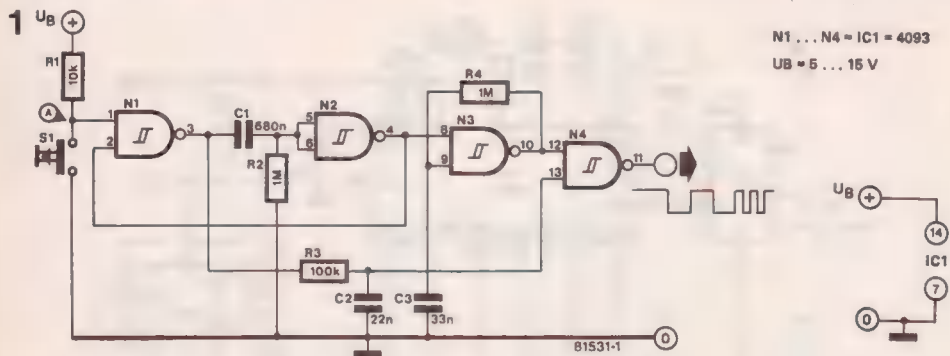 1
UB +
R1
10k
A
S1
N1
1
2
3
C1
680n
R2
1M
N2
5
6
4
R3
100k
C2
22n
C3
33n
R4
1M
N3
8
9
10
N4
12
13
11
81531-1
0
N1 ... N4 = IC1 = 4093
UB = 5 ... 15 V
UB +
14
IC1
7
0